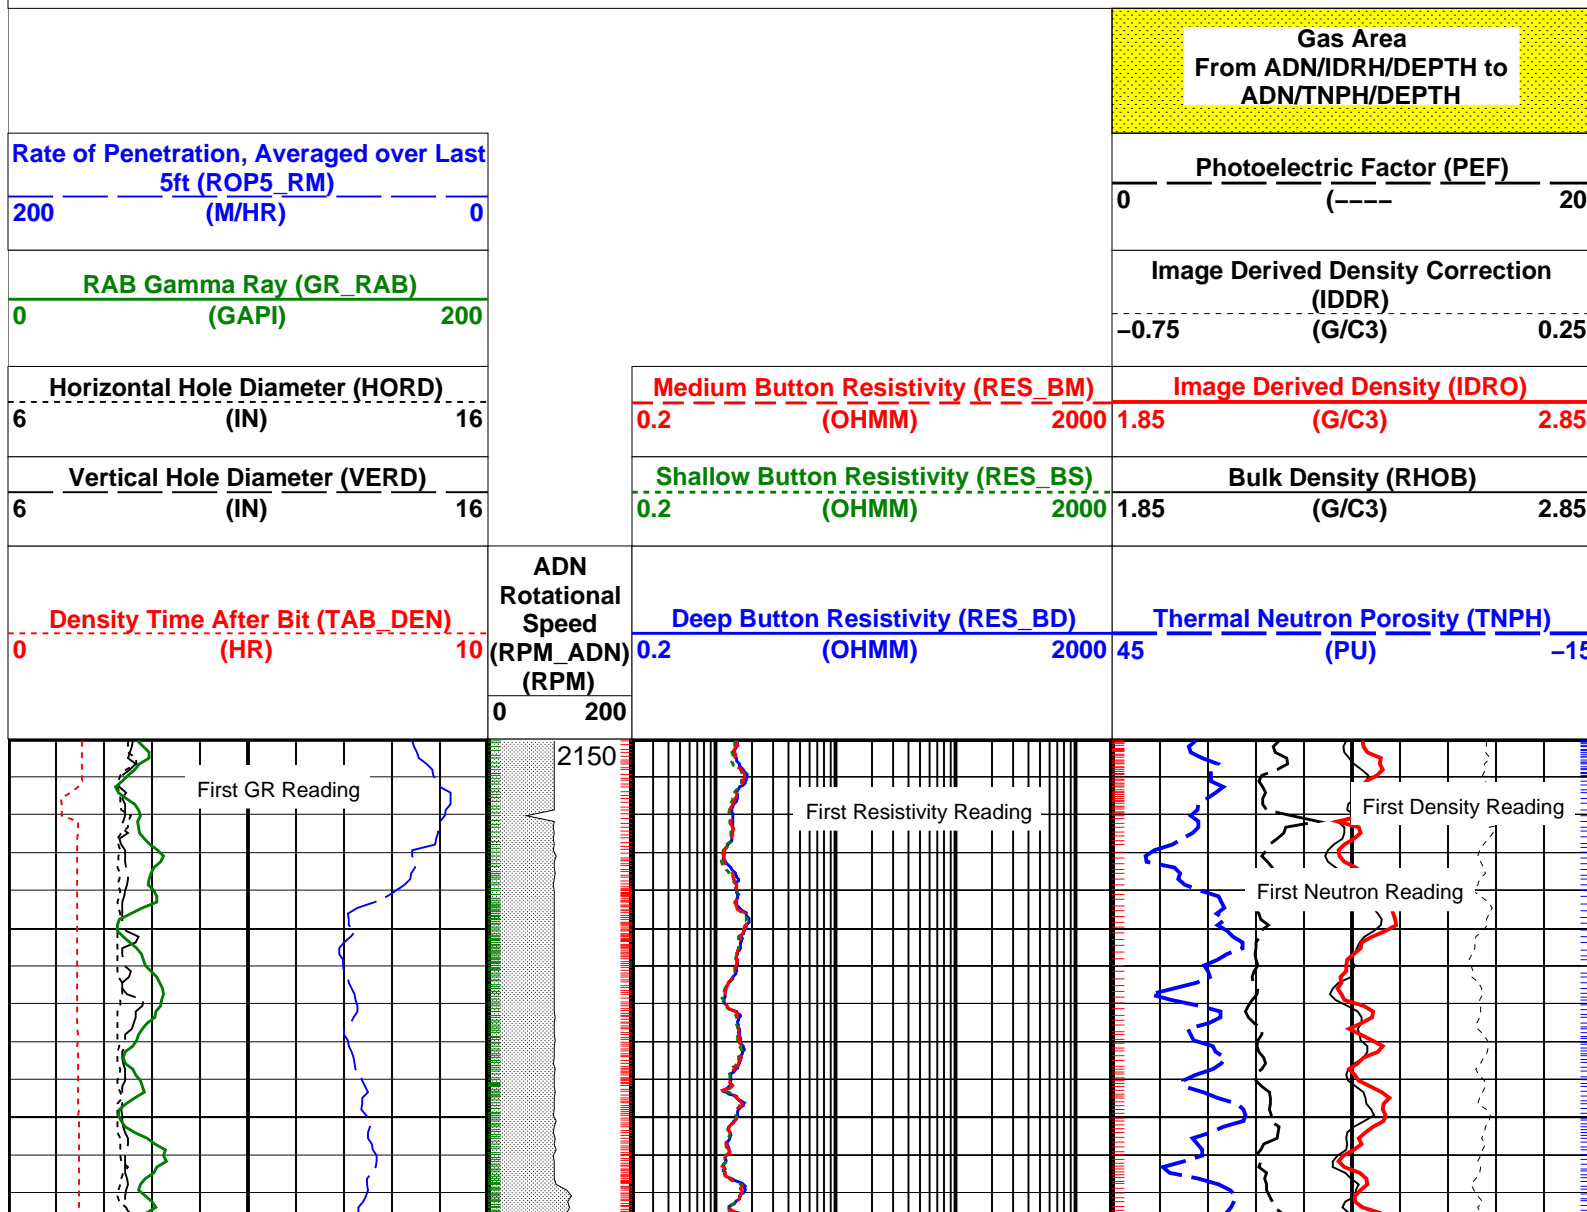 Gas Area
From ADN/IDRH/DEPTH to
ADN/TNPH/DEPTH
Rate of Penetration, Averaged over Last
5ft (ROP5_RM)
200 (M/HR) 0
Photoelectric Factor (PEF)
0 (−−−− 20
RAB Gamma Ray (GR_RAB)
0 (GAPI) 200
Image Derived Density Correction
(IDDR)
−0.75 (G/C3) 0.25
Horizontal Hole Diameter (HORD)
6 (IN) 16
Medium Button Resistivity (RES_BM)
0.2 (OHMM) 2000
Image Derived Density (IDRO)
1.85 (G/C3) 2.85
Vertical Hole Diameter (VERD)
6 (IN) 16
Shallow Button Resistivity (RES_BS)
0.2 (OHMM) 2000
Bulk Density (RHOB)
1.85 (G/C3) 2.85
Density Time After Bit (TAB_DEN)
0 (HR) 10
ADN
Rotational
Speed
(RPM_ADN)
(RPM)
0 200
Deep Button Resistivity (RES_BD)
0.2 (OHMM) 2000
Thermal Neutron Porosity (TNPH)
45 (PU) −15
2150
First GR Reading
First Resistivity Reading
First Density Reading
First Neutron Reading